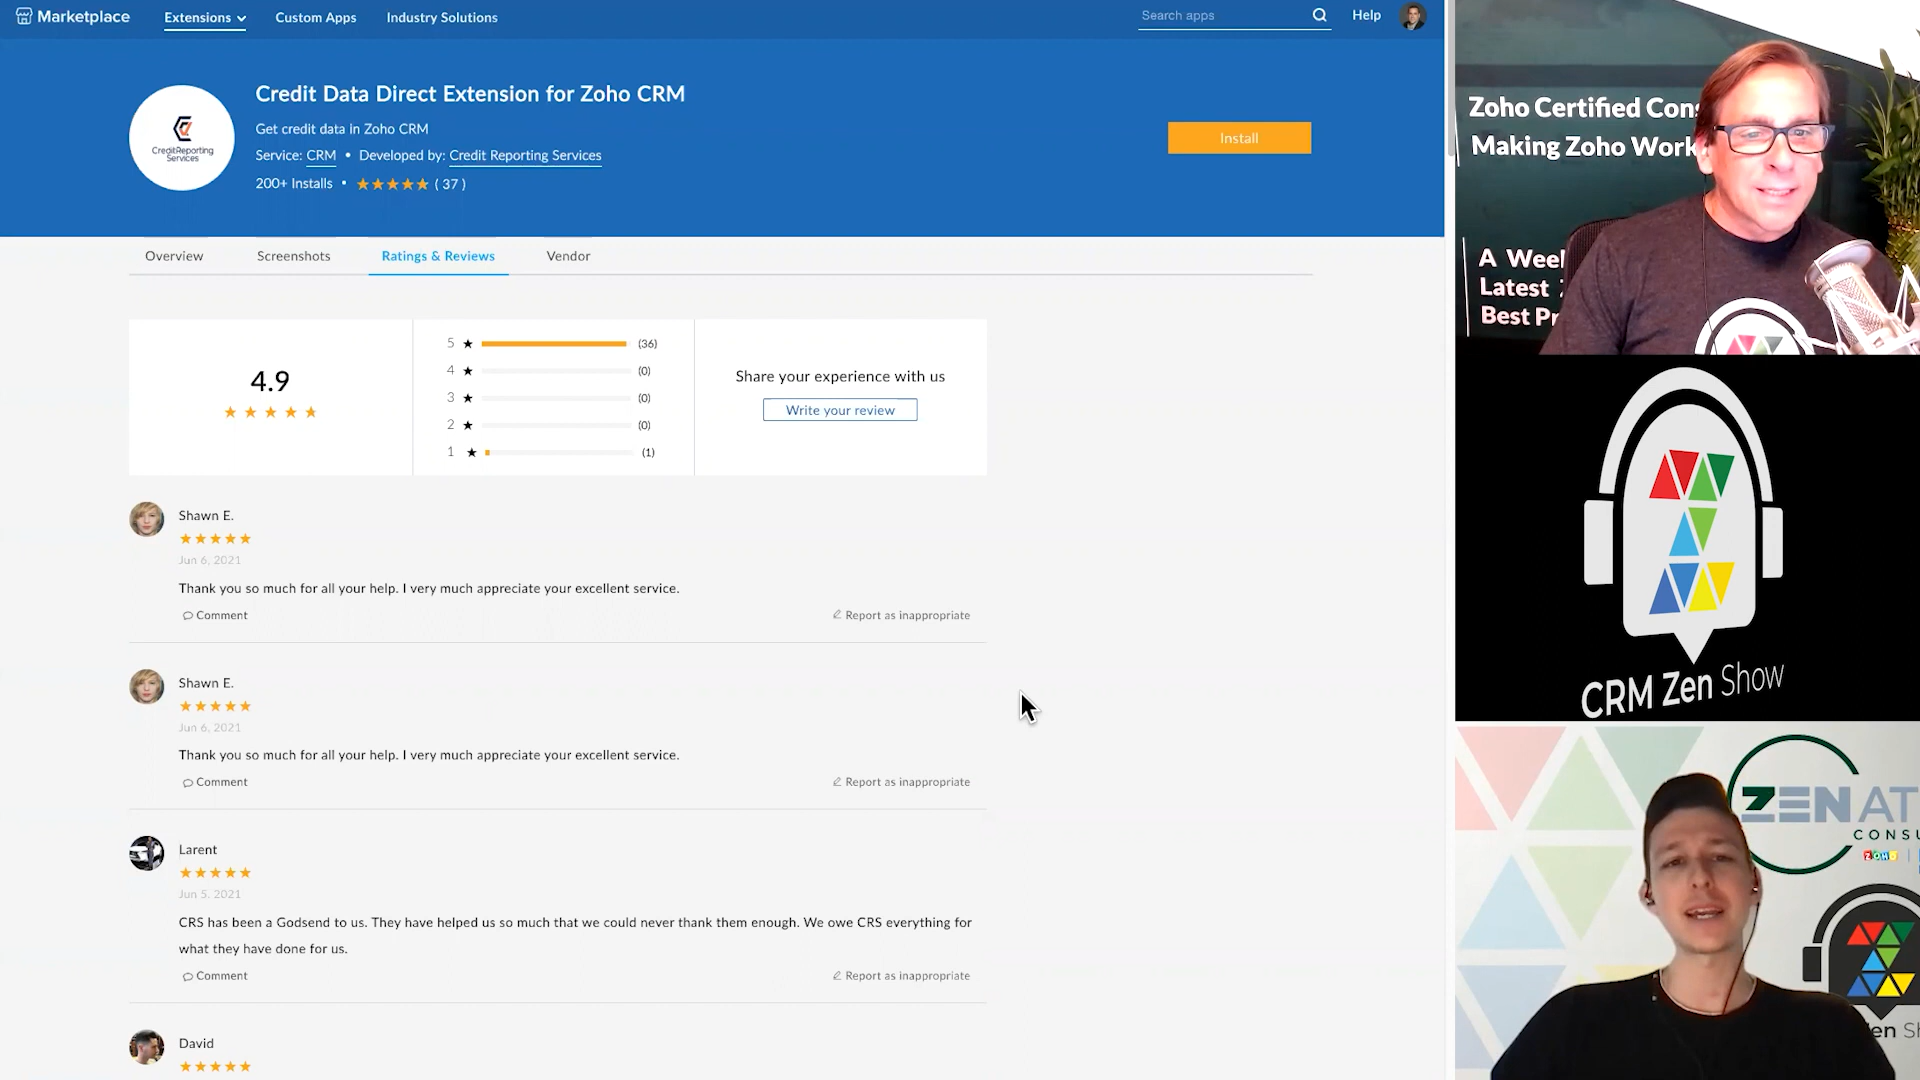 Marketplace
Extensions
Custom Apps
Industry Solutions
Search apps
Help
CreditReporting
Services
Credit Data Direct Extension for Zoho CRM
Get credit data in Zoho CRM
Service: CRM • Developed by: Credit Reporting Services
200+ Installs • ( 37 )
Install
Overview
Screenshots
Ratings & Reviews
Vendor
4.9
5 ★ (36)
4 ★ (0)
3 ★ (0)
2 ★ (0)
1 ★ (1)
Share your experience with us
Write your review
Shawn E.
Jun 6, 2021
Thank you so much for all your help. I very much appreciate your excellent service.
Comment
Report as inappropriate
Shawn E.
Jun 6, 2021
Thank you so much for all your help. I very much appreciate your excellent service.
Comment
Report as inappropriate
Larent
Jun 5, 2021
CRS has been a Godsend to us. They have helped us so much that we could never thank them enough. We owe CRS everything for
what they have done for us.
Comment
Report as inappropriate
David
Zoho Certified Cons
Making Zoho Work
A Week
Latest
Best Pr
CRM Zen Show
ZENAT
CONSU
ZOHO
en Sh